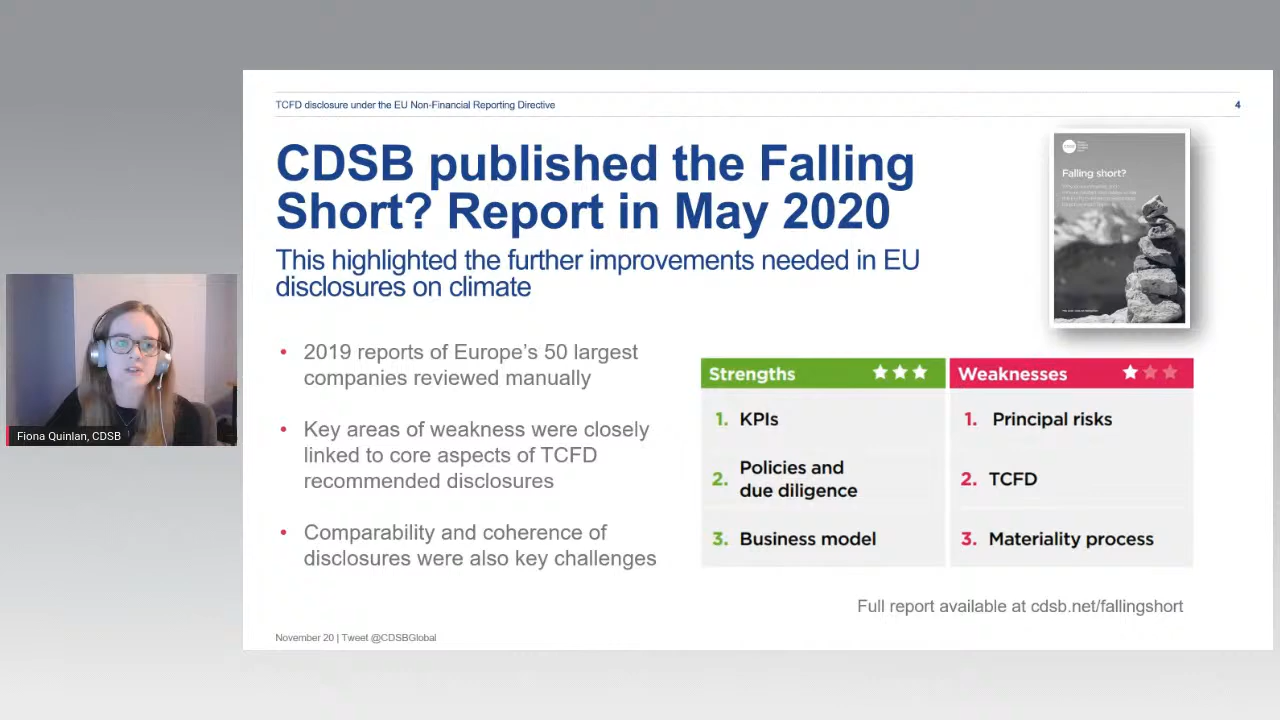 TCFD disclosure under the EU Non-Financial Reporting Directive
4
CDSB published the Falling
Short? Report in May 2020
This highlighted the further improvements needed in EU
disclosures on climate
Falling short?
• 2019 reports of Europe's 50 largest
companies reviewed manually
• Key areas of weakness were closely
linked to core aspects of TCFD
recommended disclosures
• Comparability and coherence of
disclosures were also key challenges
Strengths
1. KPIs
2. Policies and
due diligence
3. Business model
Weaknesses
1. Principal risks
2. TCFD
3. Materiality process
Full report available at cdsb.net/fallingshort
November 20 | Tweet @CDSBGlobal
Fiona Quinlan, CDSB